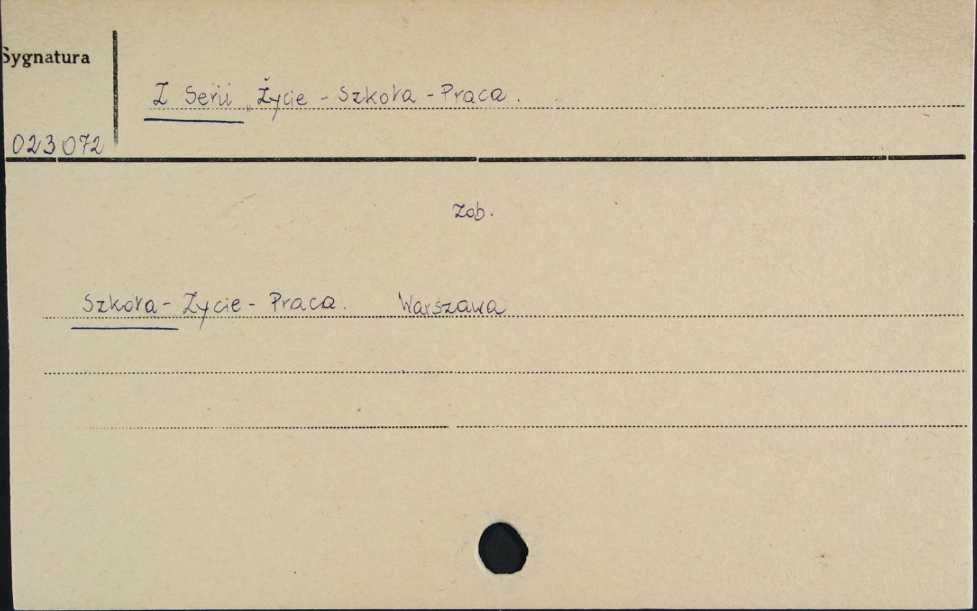 Sygnatura
Z Serii „Życie - Szkoła - Praca.
023072
Zob.
Szkoła - Życie - Praca. Warszawa